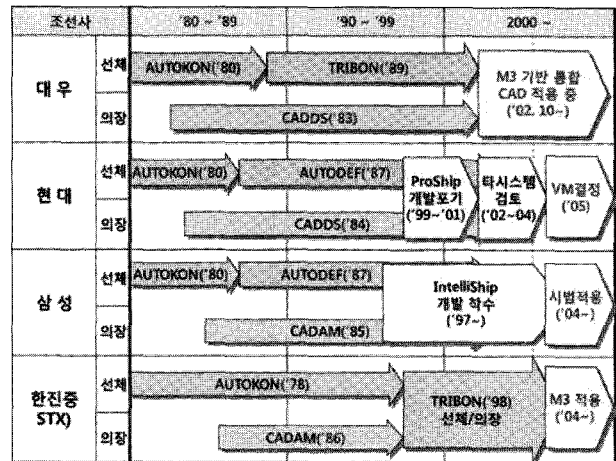 조선사 '80 ~ '89 '90 ~ '99 2000 ~
대우
선체
AUTOKON('80) TRIBON('89)
M3 기반 통합
CAD 적용 중
('02. 10~)
의장
CADDS('83)
현대
선체
AUTOKON('80) AUTODEF('87)
ProShip
개발포기
('99~'01)
타시스템
검토
('02~04)
VM결정
('05)
의장
CADDS('84)
삼성
선체
AUTOKON('80) AUTODEF('87)
IntelliShip
개발 착수
('97~)
시범적용
('04~)
의장
CADAM('85)
한진중
STX)
선체
AUTOKON('78)
TRIBON('98)
선체/의장
M3 적용
('04~)
의장
CADAM('86)